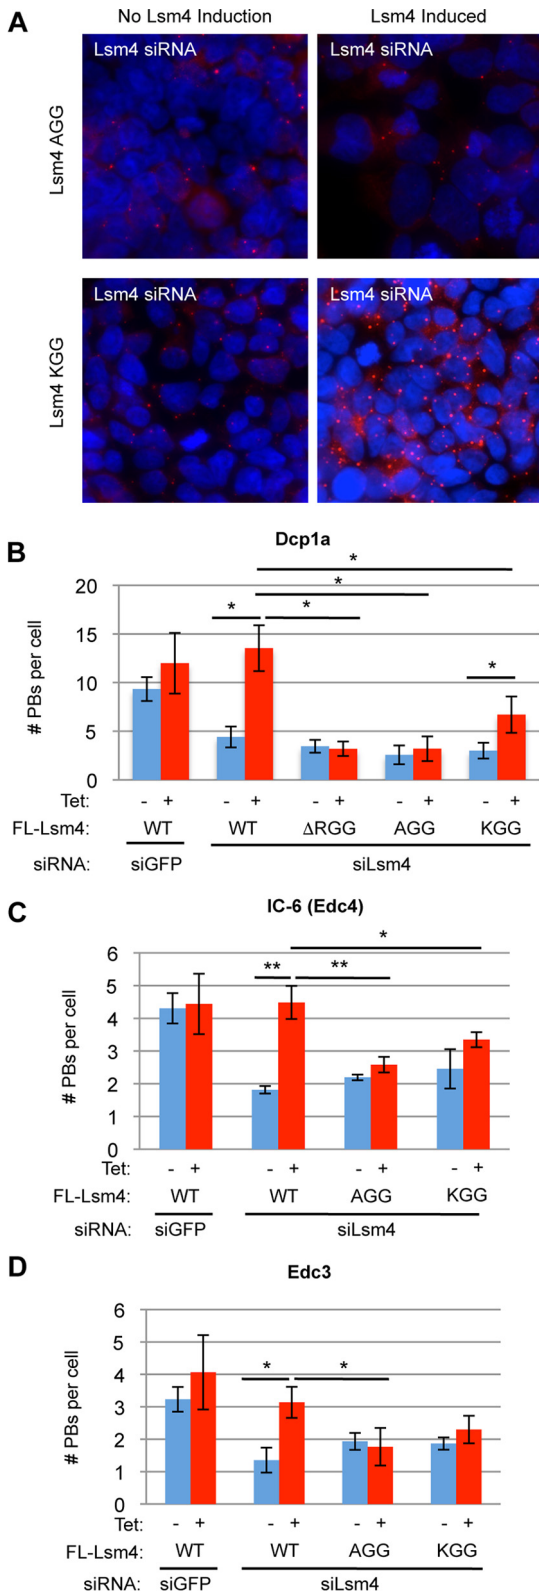 A
No Lsm4 Induction Lsm4 Induced
Lsm4 AGG
Lsm4 siRNA Lsm4 siRNA
Lsm4 KGG
Lsm4 siRNA Lsm4 siRNA
B
Dcp1a
# PBs per cell
20
15
10
5
0
* * * * *
Tet: - + - + - + - + - +
FL-Lsm4: WT WT ΔRGG AGG KGG
siRNA: siGFP siLsm4
C
IC-6 (Edc4)
# PBs per cell
6
5
4
3
2
1
0
** ** *
Tet: - + - + - + - +
FL-Lsm4: WT WT AGG KGG
siRNA: siGFP siLsm4
D
Edc3
# PBs per cell
6
5
4
3
2
1
0
* *
Tet: - + - + - + - +
FL-Lsm4: WT WT AGG KGG
siRNA: siGFP siLsm4